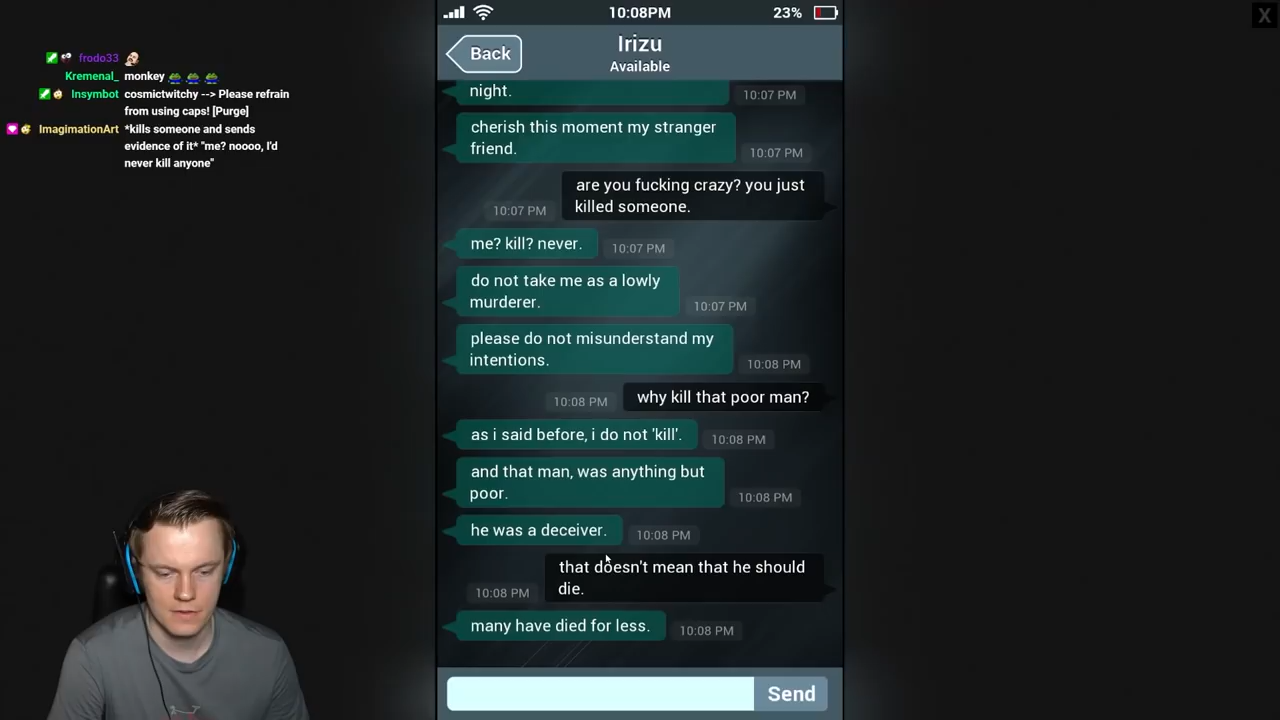 10:08PM
23%
X
Back
Irizu
Available
frodo33
Kremenal_ monkey
Insymbot cosmictwitchy --> Please refrain
from using caps! [Purge]
ImagimationArt *kills someone and sends
evidence of it* "me? noooo, I'd
never kill anyone"
night.
10:07 PM
cherish this moment my stranger
friend.
10:07 PM
are you fucking crazy? you just
killed someone.
10:07 PM
me? kill? never.
10:07 PM
do not take me as a lowly
murderer.
10:07 PM
please do not misunderstand my
intentions.
10:08 PM
why kill that poor man?
10:08 PM
as i said before, i do not 'kill'.
10:08 PM
and that man, was anything but
poor.
10:08 PM
he was a deceiver.
10:08 PM
that doesn't mean that he should
die.
10:08 PM
many have died for less.
10:08 PM
Send